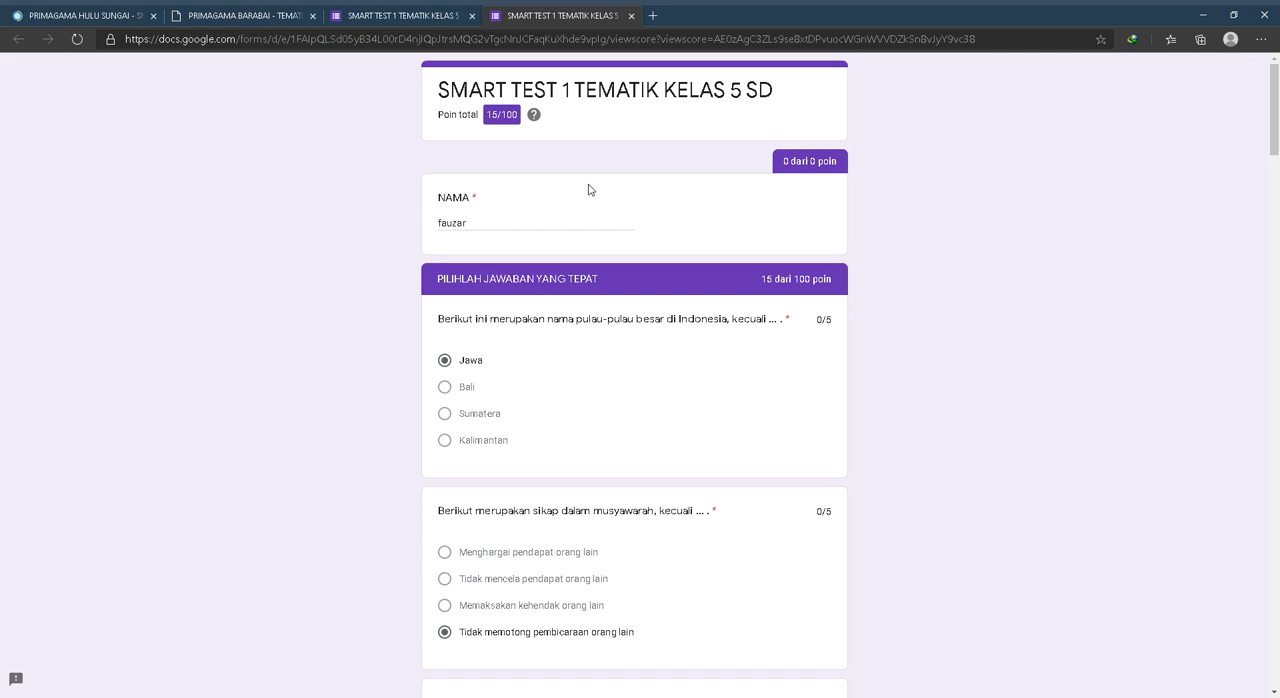 PRIMAGAMA HULU SUNGAI - S
PRIMAGAMA BARABAI - TEMAT
SMART TEST 1 TEMATIK KELAS 5
SMART TEST 1 TEMATIK KELAS 5
SMART TEST 1 TEMATIK KELAS 5 SD
Poin total 15/100
0 dari 0 poin
NAMA *
fauzar
PILIHLAH JAWABAN YANG TEPAT 15 dari 100 poin
Berikut ini merupakan nama pulau-pulau besar di Indonesia, kecuali ... . * 0/5
Jawa
Bali
Sumatera
Kalimantan
Berikut merupakan sikap dalam musyawarah, kecuali ... . * 0/5
Menghargai pendapat orang lain
Tidak mencela pendapat orang lain
Memaksakan kehendak orang lain
Tidak memotong pembicaraan orang lain